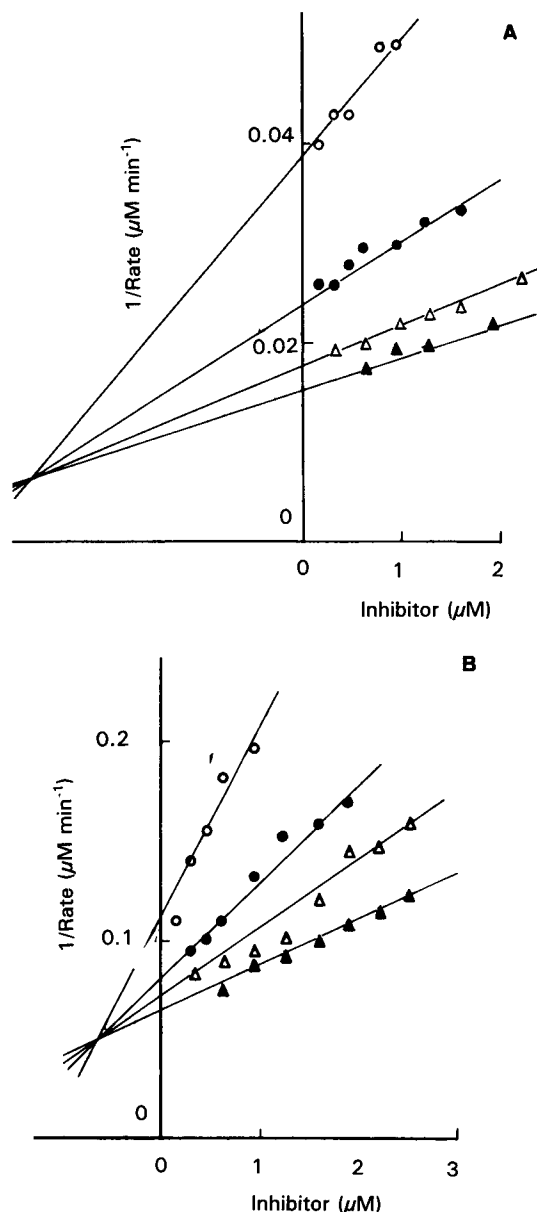 A
1/Rate (µM min⁻¹)
0.04
0.02
0
0
1
2
Inhibitor (µM)
B
1/Rate (µM min⁻¹)
0.2
0.1
0
0
1
2
3
Inhibitor (µM)